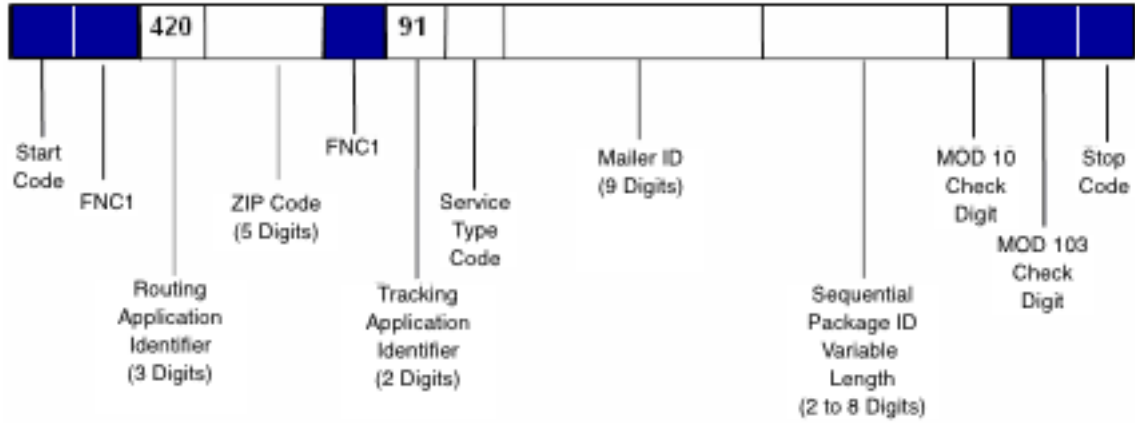 420
91
Start
Code
FNC1
Routing
Application
Identifier
(3 Digits)
ZIP Code
(5 Digits)
FNC1
Tracking
Application
Identifier
(2 Digits)
Service
Type
Code
Mailer ID
(9 Digits)
Sequential
Package ID
Variable
Length
(2 to 8 Digits)
MOD 10
Check
Digit
MOD 103
Check
Digit
Stop
Code